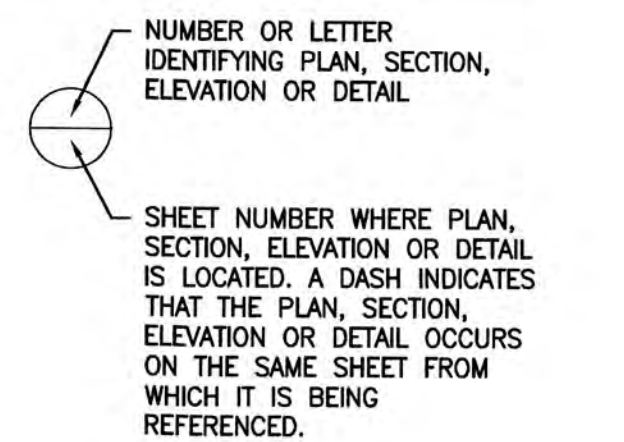 NUMBER OR LETTER
IDENTIFYING PLAN, SECTION,
ELEVATION OR DETAIL
SHEET NUMBER WHERE PLAN,
SECTION, ELEVATION OR DETAIL
IS LOCATED. A DASH INDICATES
THAT THE PLAN, SECTION,
ELEVATION OR DETAIL OCCURS
ON THE SAME SHEET FROM
WHICH IT IS BEING
REFERENCED.